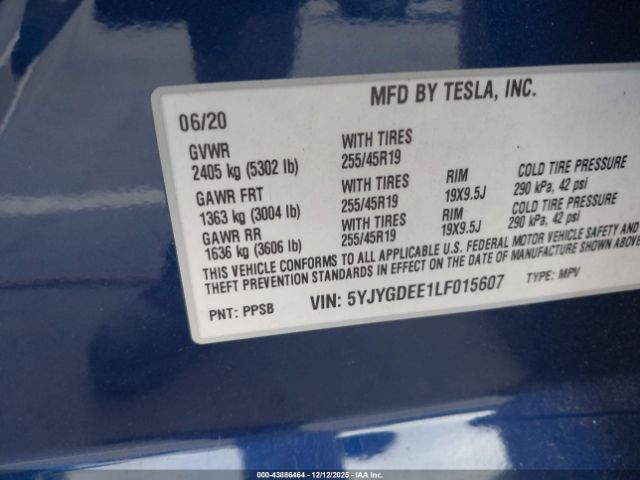 MFD BY TESLA, INC.
06/20
GVWR
2405 kg (5302 lb)
WITH TIRES
255/45R19
GAWR FRT
1363 kg (3004 lb)
WITH TIRES
255/45R19
RIM
19X9.5J
COLD TIRE PRESSURE
290 kPa, 42 psi
GAWR RR
1636 kg (3606 lb)
WITH TIRES
255/45R19
RIM
19X9.5J
COLD TIRE PRESSURE
290 kPa, 42 psi
THIS VEHICLE CONFORMS TO ALL APPLICABLE U.S. FEDERAL MOTOR VEHICLE SAFETY AND
THEFT PREVENTION STANDARDS IN EFFECT ON THE DATE OF MANUFACTURE SHOWN ABOVE.
PNT: PPSB
VIN: 5YJYGDEE1LF015607
TYPE: MPV
000-43886464 - 12/12/2025 - IAAJC